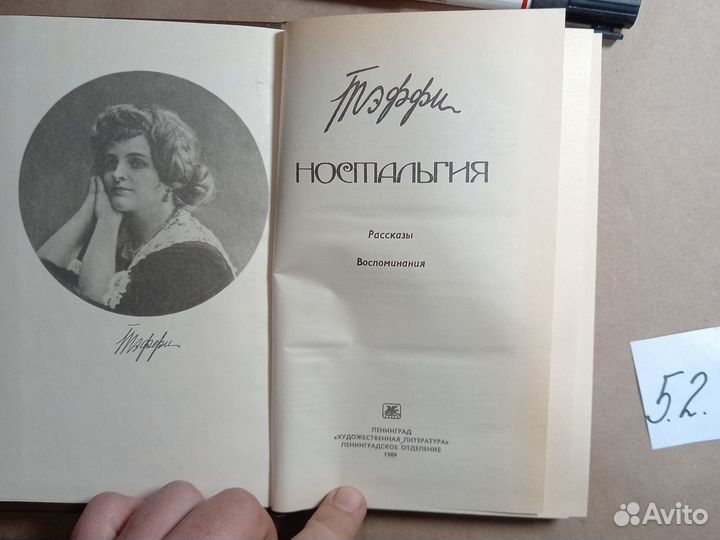 Тэффи
Тэффи
НОСТАЛЬГИЯ
Рассказы
Воспоминания
ЛЕНИНГРАД
«ХУДОЖЕСТВЕННАЯ ЛИТЕРАТУРА»
ЛЕНИНГРАДСКОЕ ОТДЕЛЕНИЕ
1989
5.2.
Avito